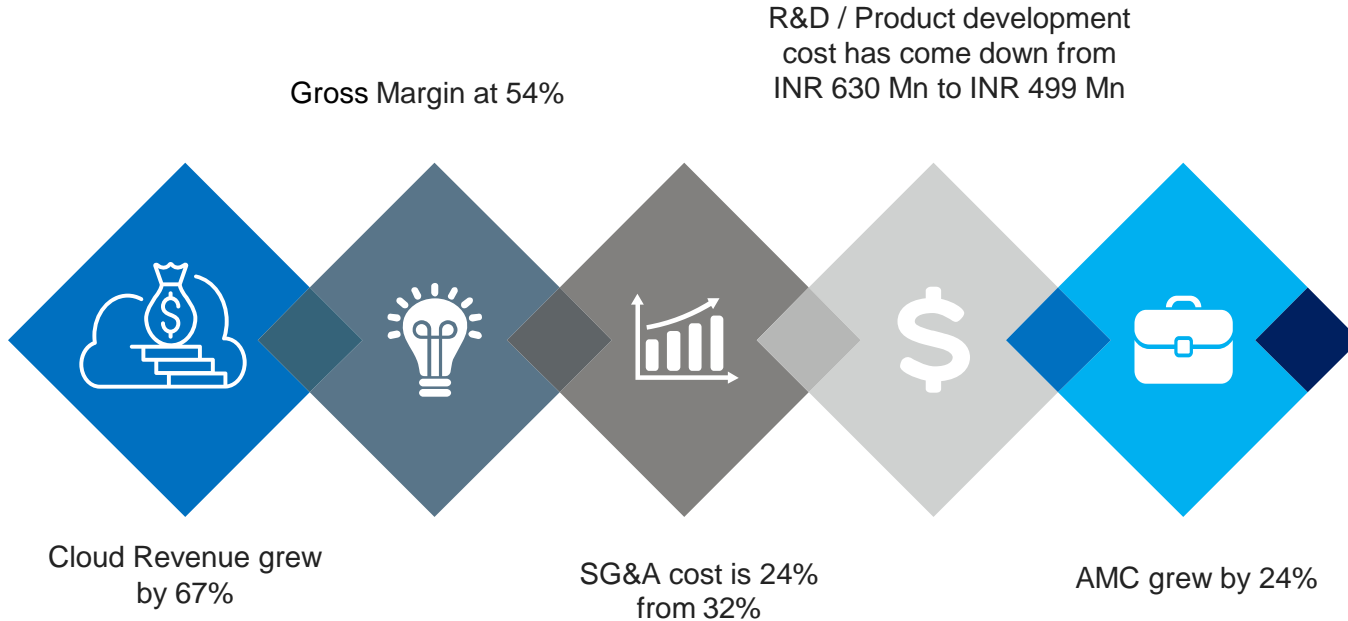 R&D / Product development
cost has come down from
INR 630 Mn to INR 499 Mn
Gross Margin at 54%
$
$
Cloud Revenue grew
by 67%
SG&A cost is 24%
from 32%
AMC grew by 24%